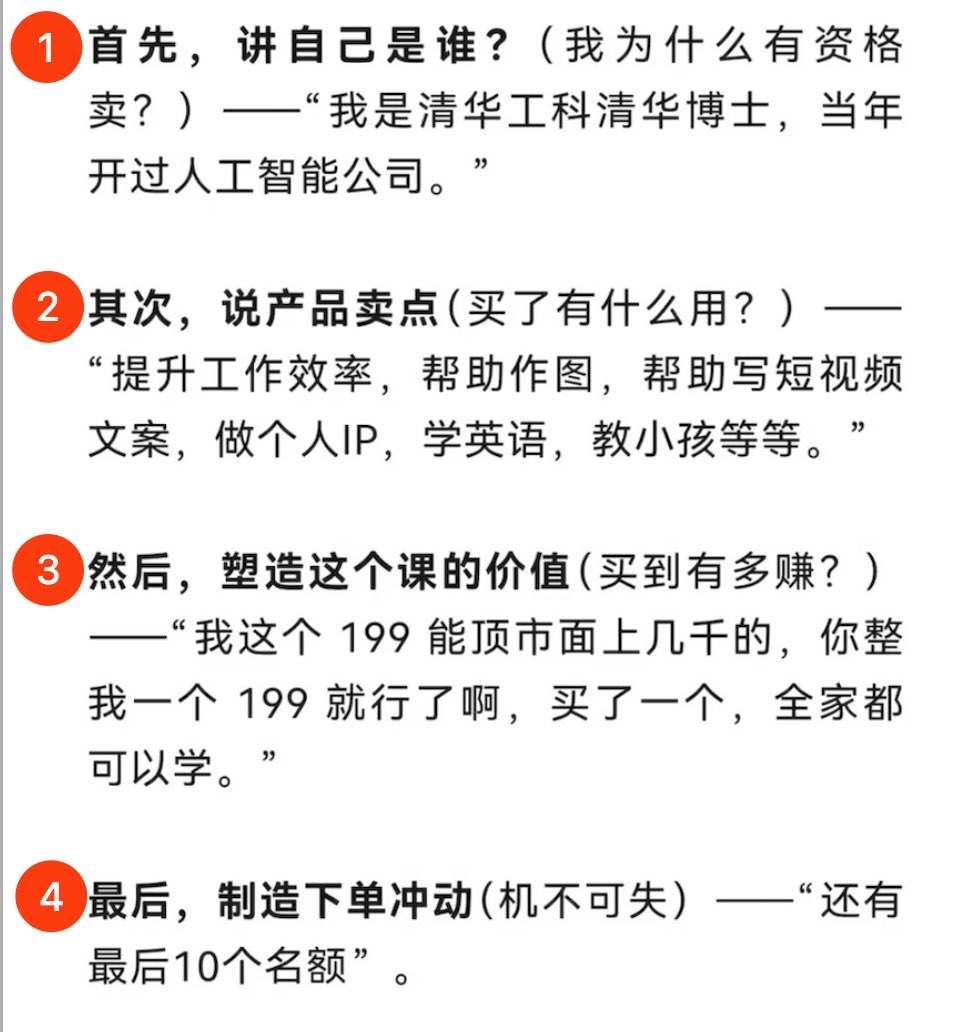 1 首先，讲自己是谁？（我为什么有资格
卖？）——“我是清华工科清华博士，当年
开过人工智能公司。”
2 其次，说产品卖点（买了有什么用？）——
“提升工作效率，帮助作图，帮助写短视频
文案，做个人IP，学英语，教小孩等等。”
3 然后，塑造这个课的价值（买到有多赚？）
——“我这个 199 能顶市面上几千的，你整
我一个 199 就行了啊，买了一个，全家都
可以学。”
4 最后，制造下单冲动（机不可失）——“还有
最后10个名额”。